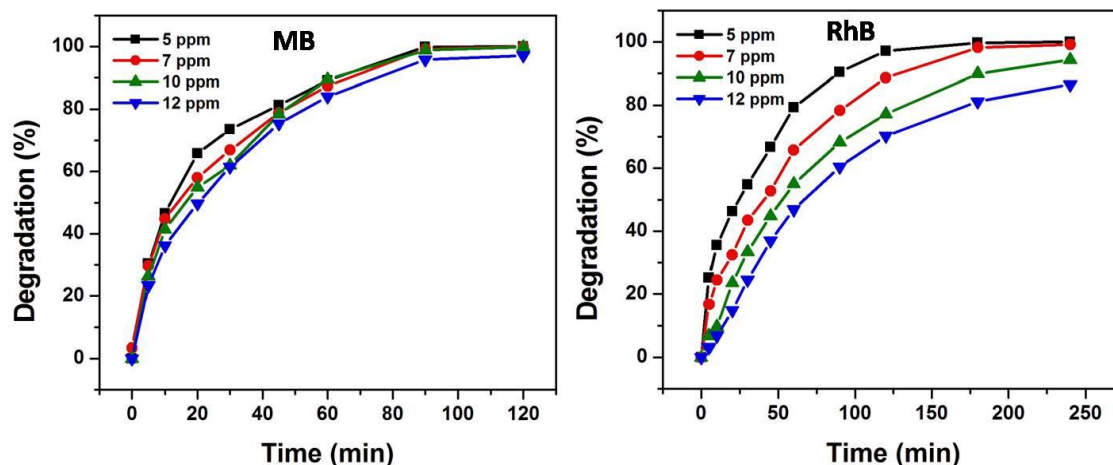 MB
5 ppm
7 ppm
10 ppm
12 ppm
100
80
60
40
20
0
Degradation (%)
0 20 40 60 80 100 120
Time (min)
RhB
5 ppm
7 ppm
10 ppm
12 ppm
100
80
60
40
20
0
Degradation (%)
0 50 100 150 200 250
Time (min)